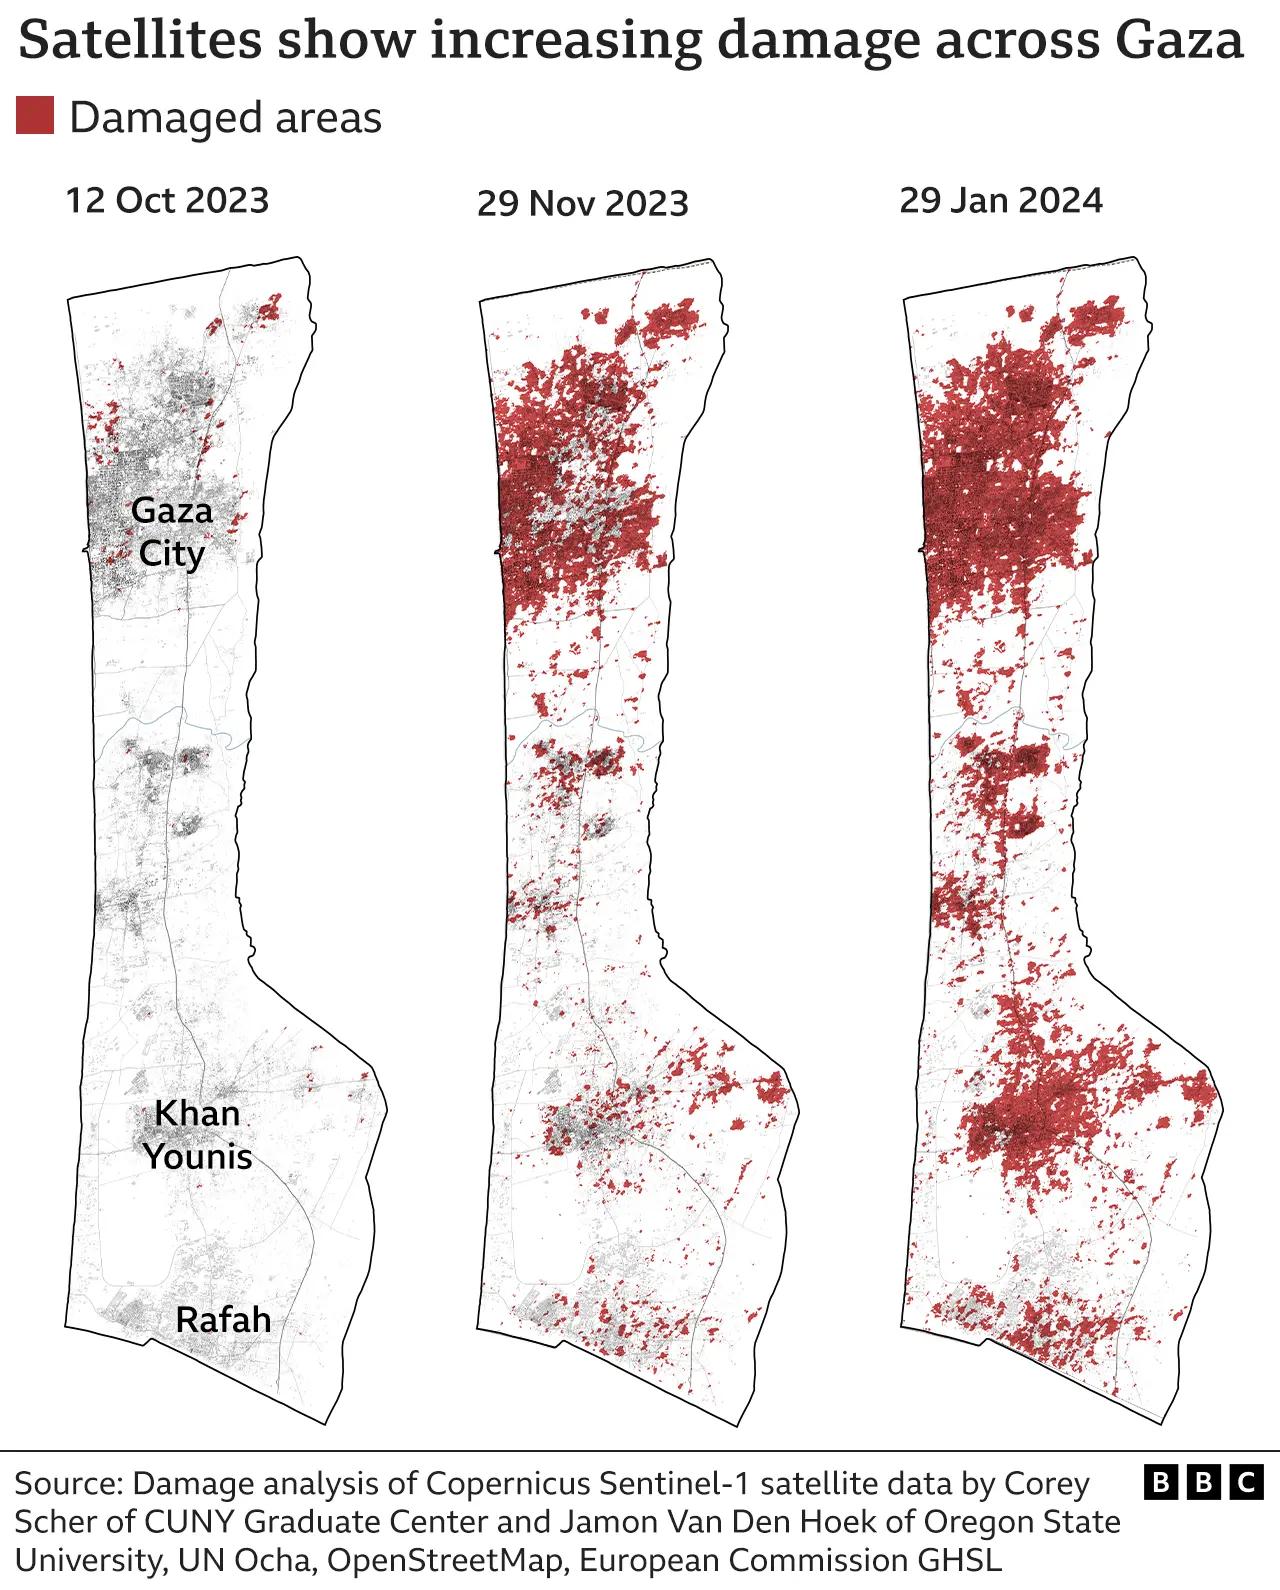 Satellites show increasing damage across Gaza
Damaged areas
12 Oct 2023
29 Nov 2023
29 Jan 2024
Gaza
City
Khan
Younis
Rafah
Source: Damage analysis of Copernicus Sentinel-1 satellite data by Corey
Scher of CUNY Graduate Center and Jamon Van Den Hoek of Oregon State
University, UN Ocha, OpenStreetMap, European Commission GHSL
BBC